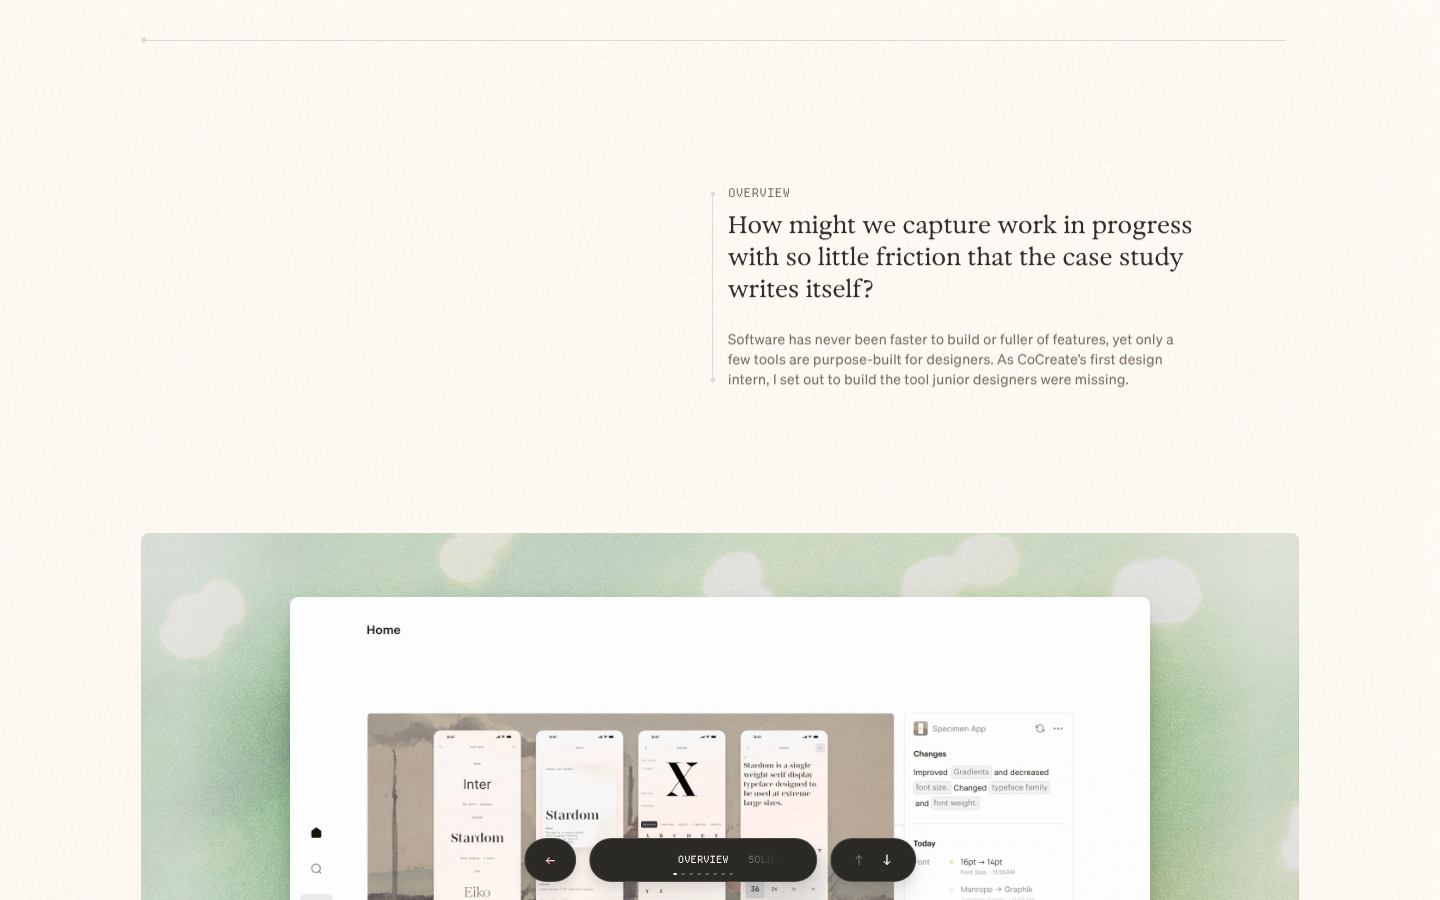 OVERVIEW
How might we capture work in progress
with so little friction that the case study
writes itself?
Software has never been faster to build or fuller of features, yet only a
few tools are purpose-built for designers. As CoCreate’s first design
intern, I set out to build the tool junior designers were missing.
Home
Inter
Stardom
Eiko
Stardom
X
Stardom is a single
weight serif display
typeface designed to
be used at extreme
large sizes.
A B C D E F
Y Z
36
Specimen App
Changes
Improved Gradients and decreased
font size. Changed typeface family
and font weight.
Today
Font
16pt → 14pt
Font Size · 11:55AM
Manrope → Graphik
← OVERVIEW SOLU ↑ ↓